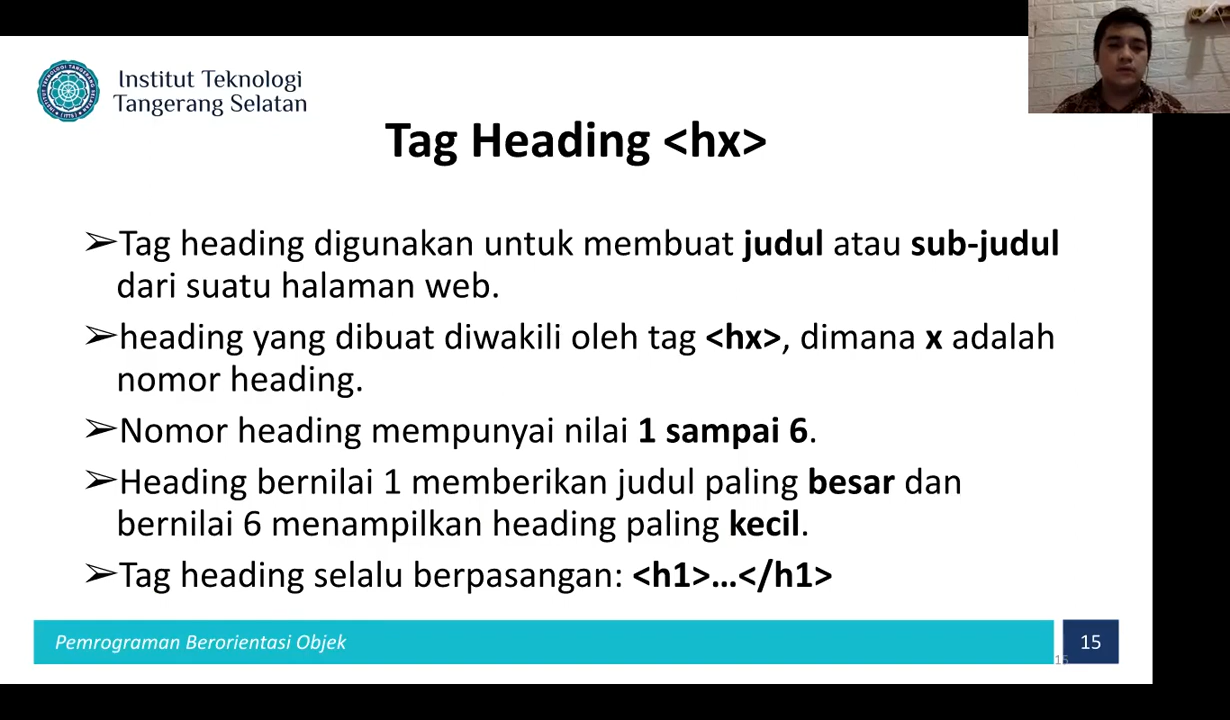 Institut Teknologi
Tangerang Selatan
Tag Heading <hx>
➢Tag heading digunakan untuk membuat judul atau sub-judul
dari suatu halaman web.
➢heading yang dibuat diwakili oleh tag <hx>, dimana x adalah
nomor heading.
➢Nomor heading mempunyai nilai 1 sampai 6.
➢Heading bernilai 1 memberikan judul paling besar dan
bernilai 6 menampilkan heading paling kecil.
➢Tag heading selalu berpasangan: <h1>…</h1>
Pemrograman Berorientasi Objek
15
15